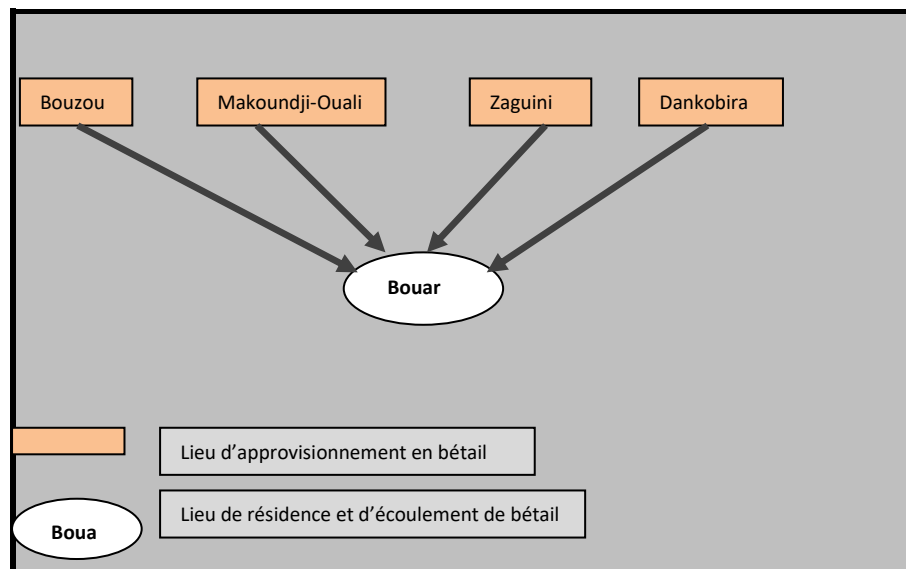 Bouzou
Makoundji-Ouali
Zaguini
Dankobira
Bouar
Lieu d'approvisionnement en bétail
Boua
Lieu de résidence et d'écoulement de bétail